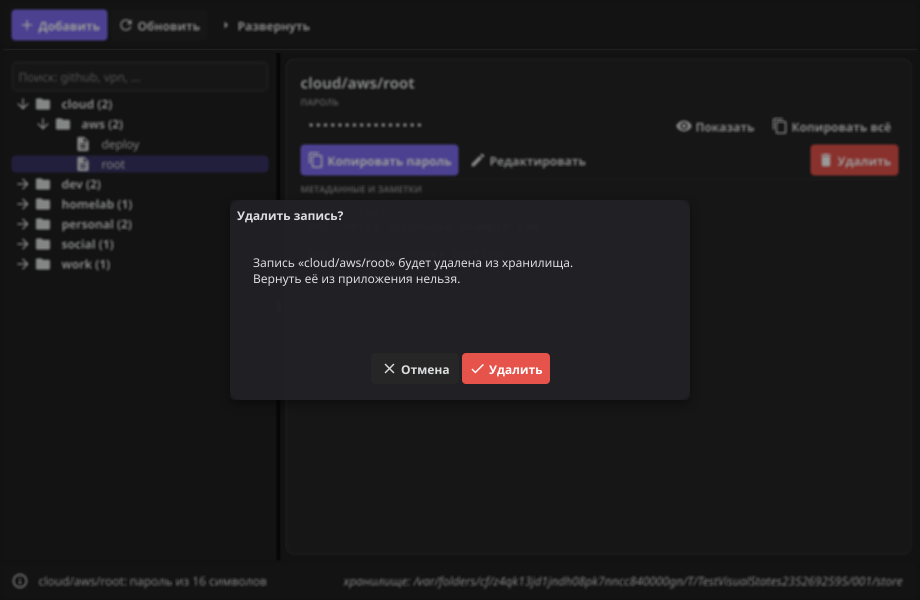 Добавить Обновить Развернуть
Поиск: github, vpn, ...
cloud (2)
aws (2)
deploy
root
dev (2)
homelab (1)
personal (2)
social (1)
work (1)
cloud/aws/root
ПАРОЛЬ
•••••••••••••••• Показать Копировать всё
Копировать пароль Редактировать Удалить
МЕТАДАННЫЕ И ЗАМЕТКИ
Удалить запись?
Запись «cloud/aws/root» будет удалена из хранилища.
Вернуть её из приложения нельзя.
Отмена Удалить
cloud/aws/root: пароль из 16 символов хранилище: /var/folders/cf/z4qk13jd1jndh08pk7nncc840000gn/T/TestVisualStates2352692595/001/store